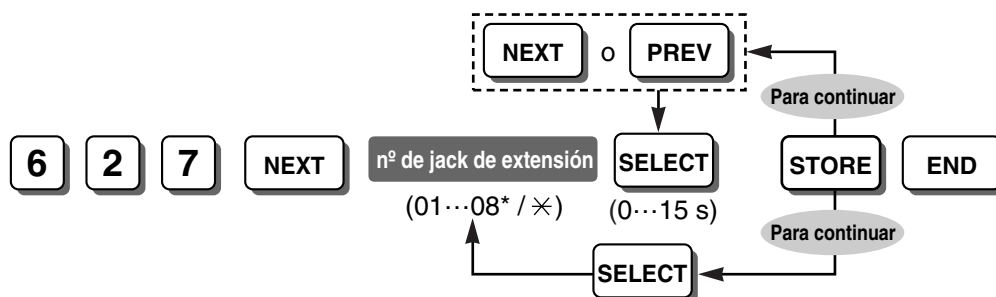 NEXT o PREV
Para continuar
6 2 7 NEXT nº de jack de extensión SELECT STORE END
(01···08* / ✳) (0···15 s)
Para continuar
SELECT